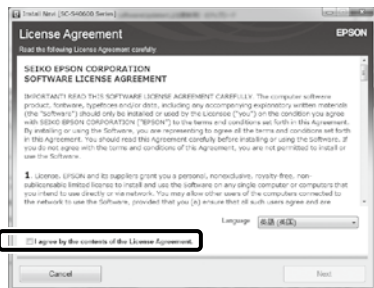 Install Navi [SC-S40600 Series]
License Agreement
EPSON
Read the following License Agreement carefully.
SEIKO EPSON CORPORATION
SOFTWARE LICENSE AGREEMENT
IMPORTANT! READ THIS SOFTWARE LICENSE AGREEMENT CAREFULLY. The computer software
product, fontware, typefaces and/or data, including any accompanying explanatory written materials
(the "Software") should only be installed or used by the Licensee ("you") on the condition you agree
with SEIKO EPSON CORPORATION ("EPSON") to the terms and conditions set forth in this Agreement.
By installing or using the Software, you are representing to agree all the terms and conditions set forth
in this Agreement. You should read this Agreement carefully before installing or using the Software. If
you do not agree with the terms and conditions of this Agreement, you are not permitted to install or
use the Software.
1. License. EPSON and its suppliers grant you a personal, nonexclusive, royalty-free, non-
sublicensable limited license to install and use the software on any single computer or computers that
you intend to use directly or via network. You may allow other users of the computers connected to
the network to use the Software, provided that you (a) ensure that all such users agree and are
Language
英語 (英国)
I agree by the contents of the License Agreement.
Cancel
Next